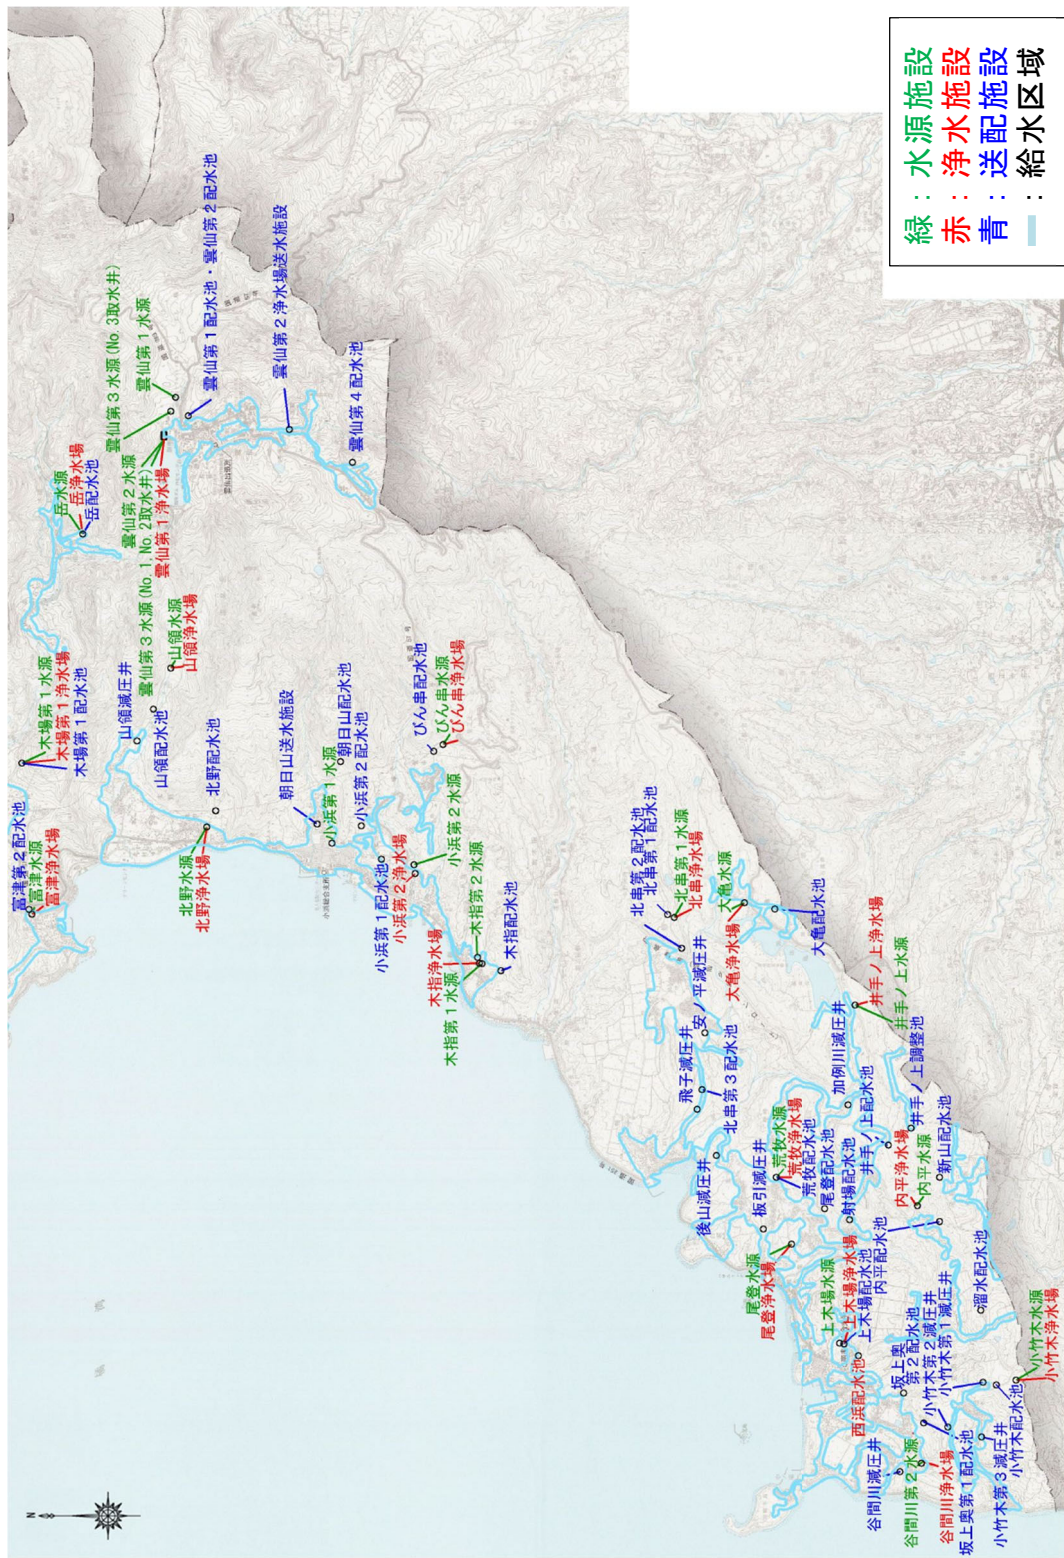 緑：水源施設
赤：浄水施設
青：送配施設
：給水区域
雲仙第1配水池・雲仙第2配水池
雲仙第2浄水場送水施設
雲仙第4配水池
雲仙第1水源
雲仙第3水源(No.3取水井)
雲仙第2水源
雲仙第3水源(No.1,No.2取水井)
雲仙第1浄水場
岳水源
岳浄水場
岳配水池
山領水源
山領浄水場
木場第1水源
木場第1浄水場
木場第1配水池
山領減圧井
山領配水池
北野配水池
北野水源
北野浄水場
富津第2配水池
富津水源
富津浄水場
朝日山送水施設
小浜第1水源
朝日山配水池
小浜第2配水池
小浜第1配水池
小浜第2浄水場
小浜第2水源
びん串配水池
びん串水源
びん串浄水場
木指第2水源
木指配水池
木指浄水場
木指第1水源
北串第2配水池
北串第1配水池
北串第1水源
北串浄水場
大亀水源
大亀浄水場
大亀配水池
安ノ平減圧井
飛子減圧井
北串第3配水池
後山減圧井
板引減圧井
井手ノ上浄水場
井手ノ上水源
加例川減圧井
井手ノ上配水池
井手ノ上調整池
荒牧水源
荒牧浄水場
荒牧配水池
尾登配水池
射場配水池
内平浄水場
内平水源
新山配水池
内平配水池
尾登水源
尾登浄水場
上木場水源
上木場浄水場
上木場配水池
西浜配水池
坂上奥
第2配水池
小竹木第2減圧井
小竹木第1減圧井
溜水配水池
小竹木水源
小竹木浄水場
小竹木配水池
小竹木第3減圧井
坂上奥第1配水池
谷間川減圧井
谷間川第2水源
谷間川浄水場
N